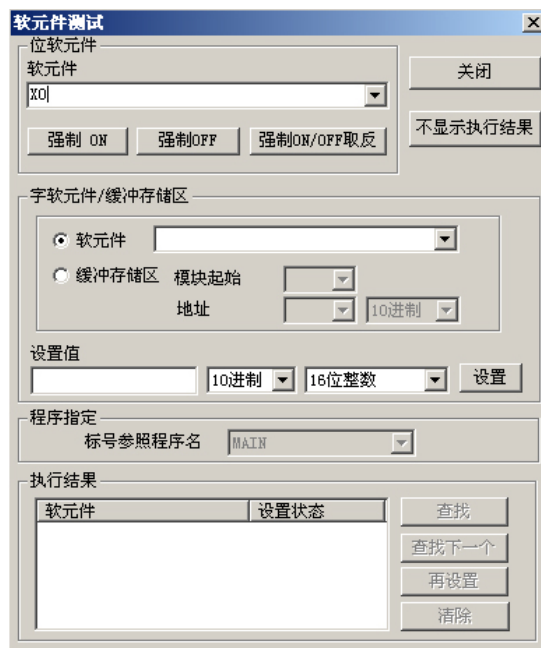 软元件测试
位软元件
软元件
X0
强制 ON
强制OFF
强制ON/OFF取反
关闭
不显示执行结果
字软元件/缓冲存储区
软元件
缓冲存储区 模块起始
地址 10进制
设置值
10进制 16位整数 设置
程序指定
标号参照程序名 MAIN
执行结果
软元件 设置状态
查找
查找下一个
再设置
清除